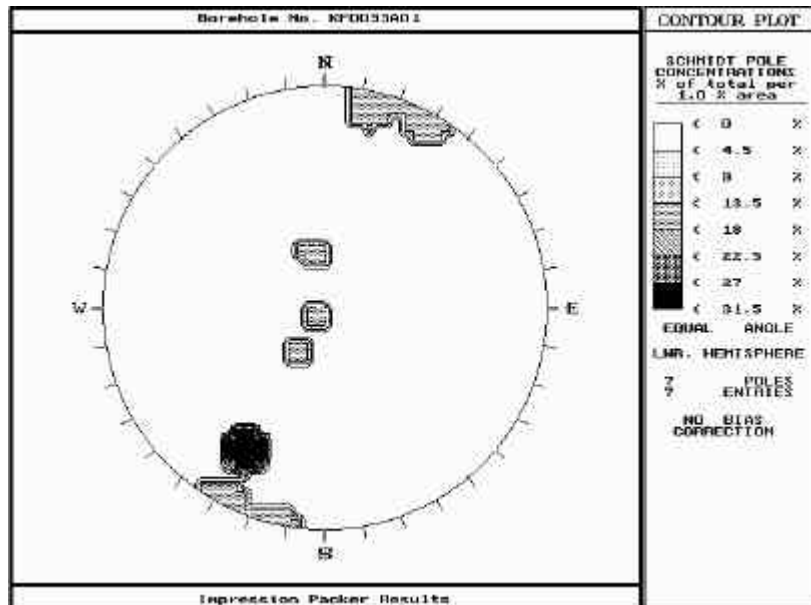 Borehole No. KF0093A01
N
W
E
S
Impression Packer Results
CONTOUR PLOT
SCHMIDT POLE
CONCENTRATIONS
% of total per
1.0 % area
< 0 %
< 4.5 %
< 9 %
< 13.5 %
< 18 %
< 22.5 %
< 27 %
< 31.5 %
EQUAL ANGLE
LWR. HEMISPHERE
7 POLES
7 ENTRIES
NO BIAS
CORRECTION